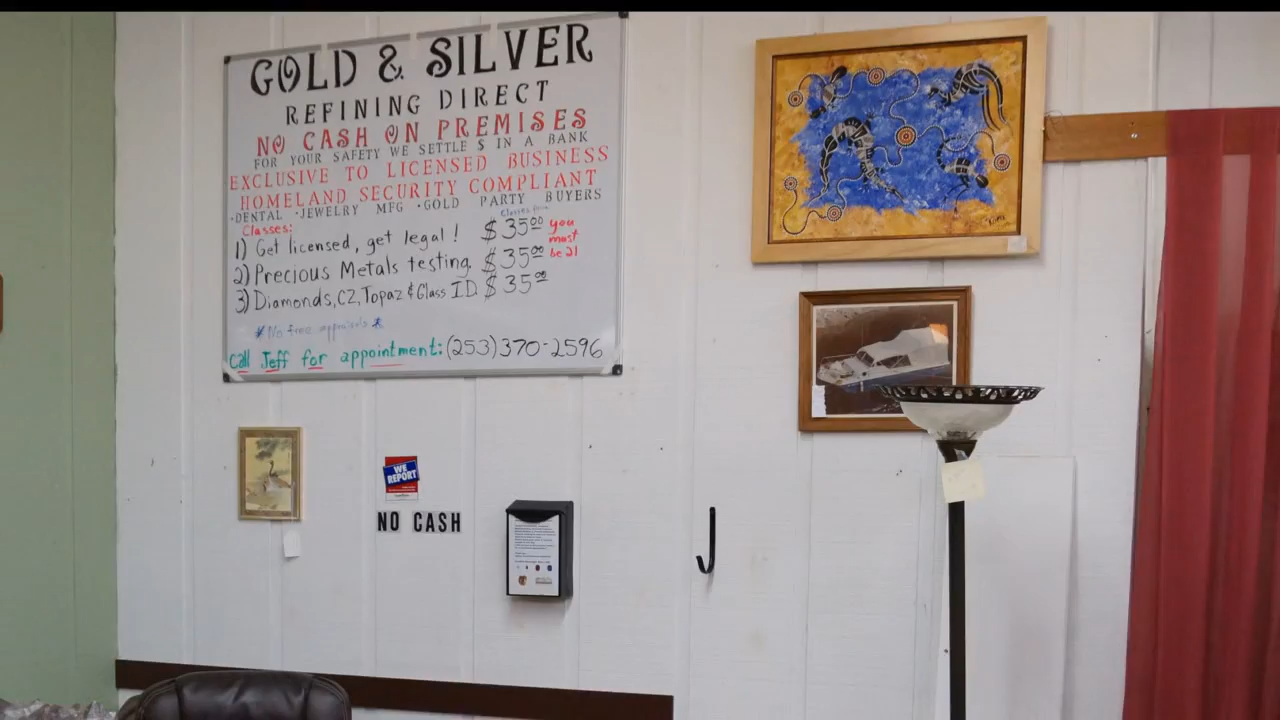 GOLD & SILVER
REFINING DIRECT
NO CASH ON PREMISES
FOR YOUR SAFETY WE SETTLE $ IN A BANK
EXCLUSIVE TO LICENSED BUSINESS
HOMELAND SECURITY COMPLIANT
·DENTAL ·JEWELRY MFG ·GOLD PARTY BUYERS
Classes:
1) Get licensed, get legal! $35.00
2) Precious Metals testing. $35.00
3) Diamonds, CZ, Topaz & Glass ID. $35.00
you must be 21
*No free appraisals*
Call Jeff for appointment: (253)370-2596
WE REPORT
NO CASH